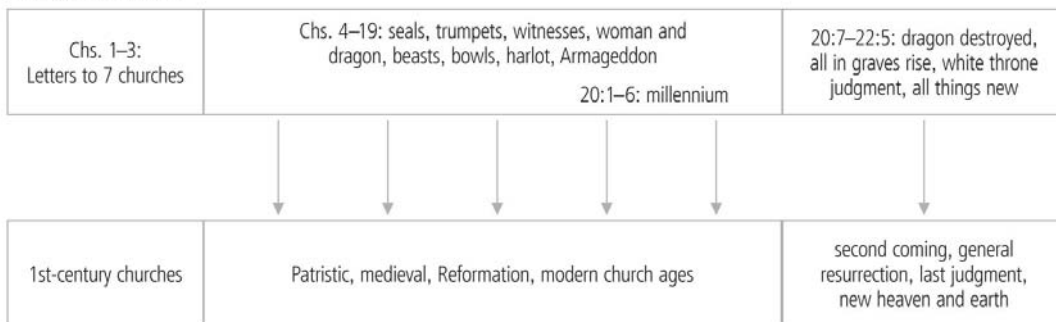 Chs. 1–3:
Letters to 7 churches
Chs. 4–19: seals, trumpets, witnesses, woman and
dragon, beasts, bowls, harlot, Armageddon
20:1–6: millennium
20:7–22:5: dragon destroyed,
all in graves rise, white throne
judgment, all things new
1st-century churches
Patristic, medieval, Reformation, modern church ages
second coming, general
resurrection, last judgment,
new heaven and earth